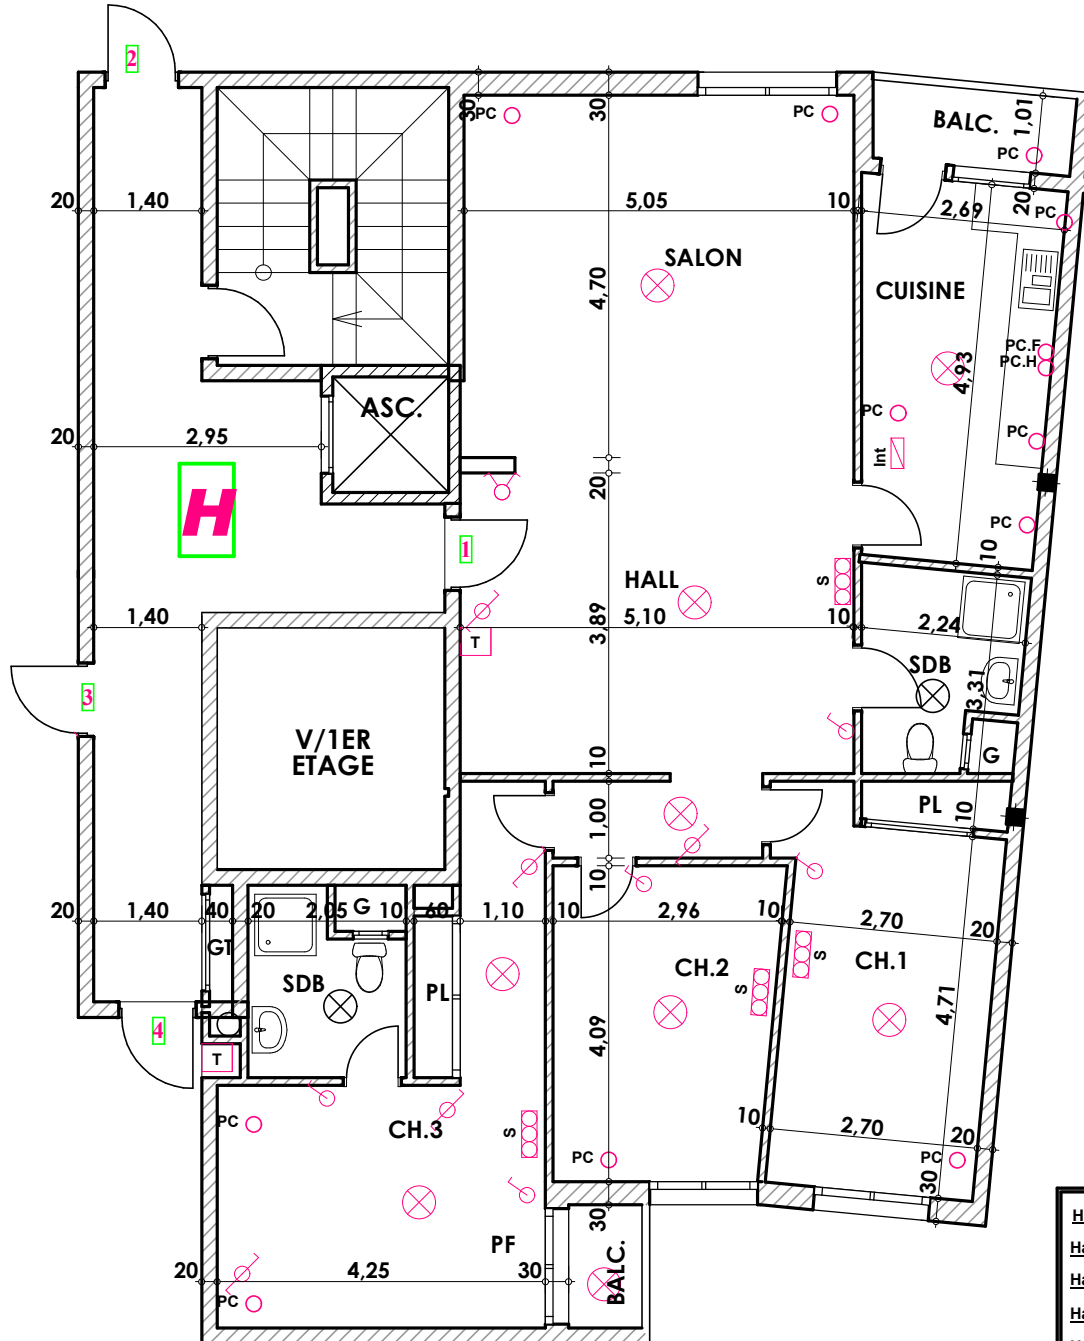 2
30
PC
30
PC
BALC.
1,01
PC
20
1,40
5,05
10
2,69
20
PC
SALON
4,70
CUISINE
PC.F
PC.H
4,93
ASC.
PC
20
2,95
Int
PC
20
H
PC
1
10
HALL
S
1,40
T
3,89
5,10
10
2,24
SDB
3,31
3
V/1ER
ETAGE
10
G
PL
10
1,00
10
20
1,40
40
20
2,05
G
10
60
1,10
10
2,96
10
2,70
20
GT
SDB
PL
CH.2
S
S
CH.1
4
T
4,09
4,71
PC
CH.3
S
10
2,70
20
PC
PC
30
30
PF
BALC.
20
4,25
30
PC
H
Ha
Ha
Ha